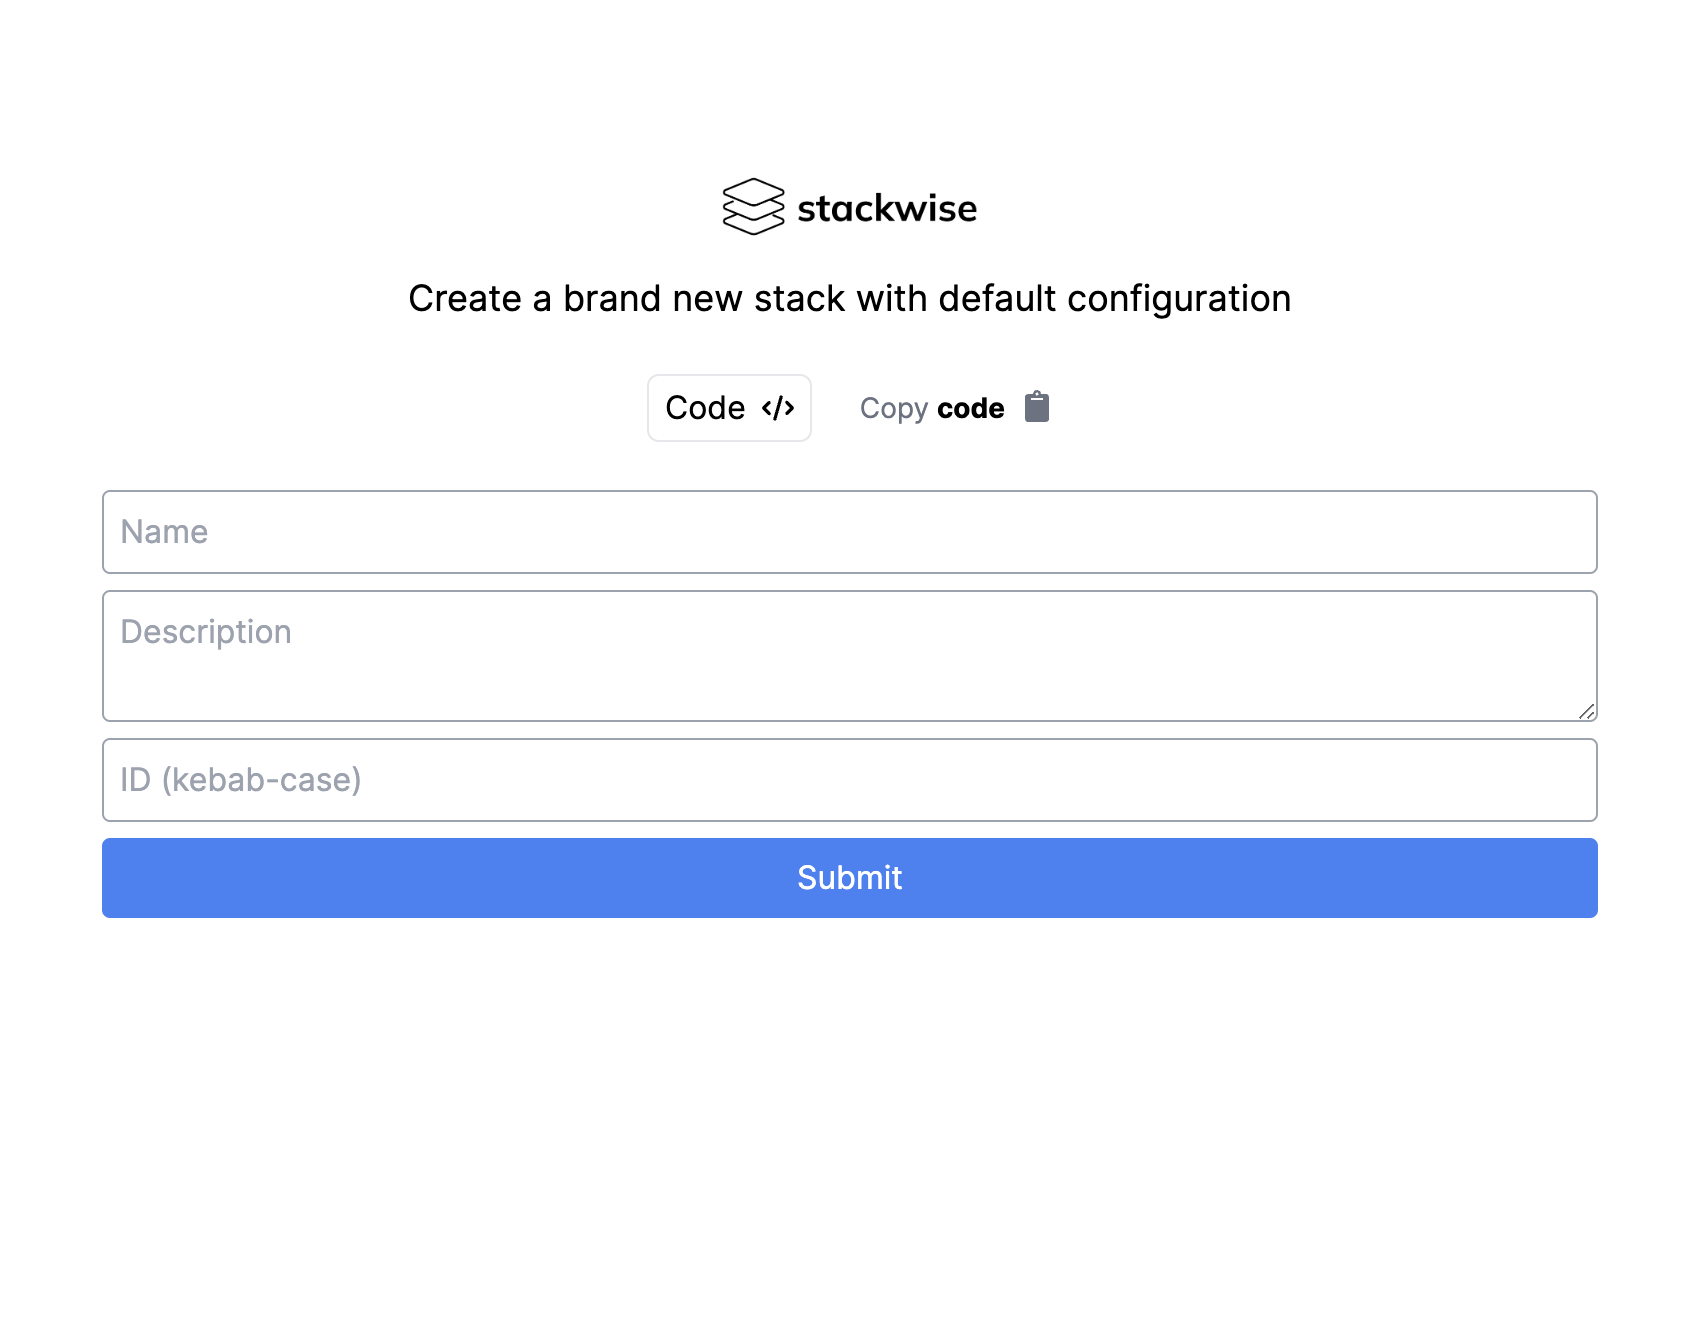 stackwise
Create a brand new stack with default configuration
Code </> Copy code
Name
Description
ID (kebab-case)
Submit